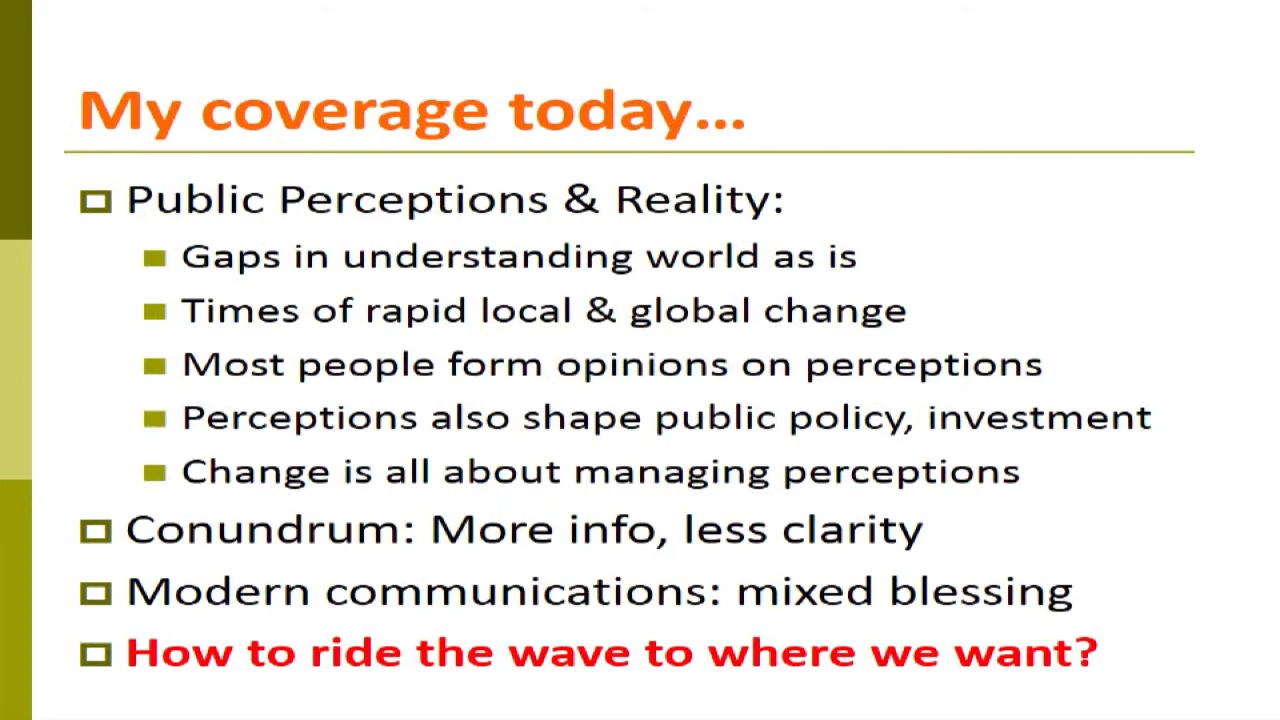 My coverage today...
Public Perceptions & Reality:
Gaps in understanding world as is
Times of rapid local & global change
Most people form opinions on perceptions
Perceptions also shape public policy, investment
Change is all about managing perceptions
Conundrum: More info, less clarity
Modern communications: mixed blessing
How to ride the wave to where we want?